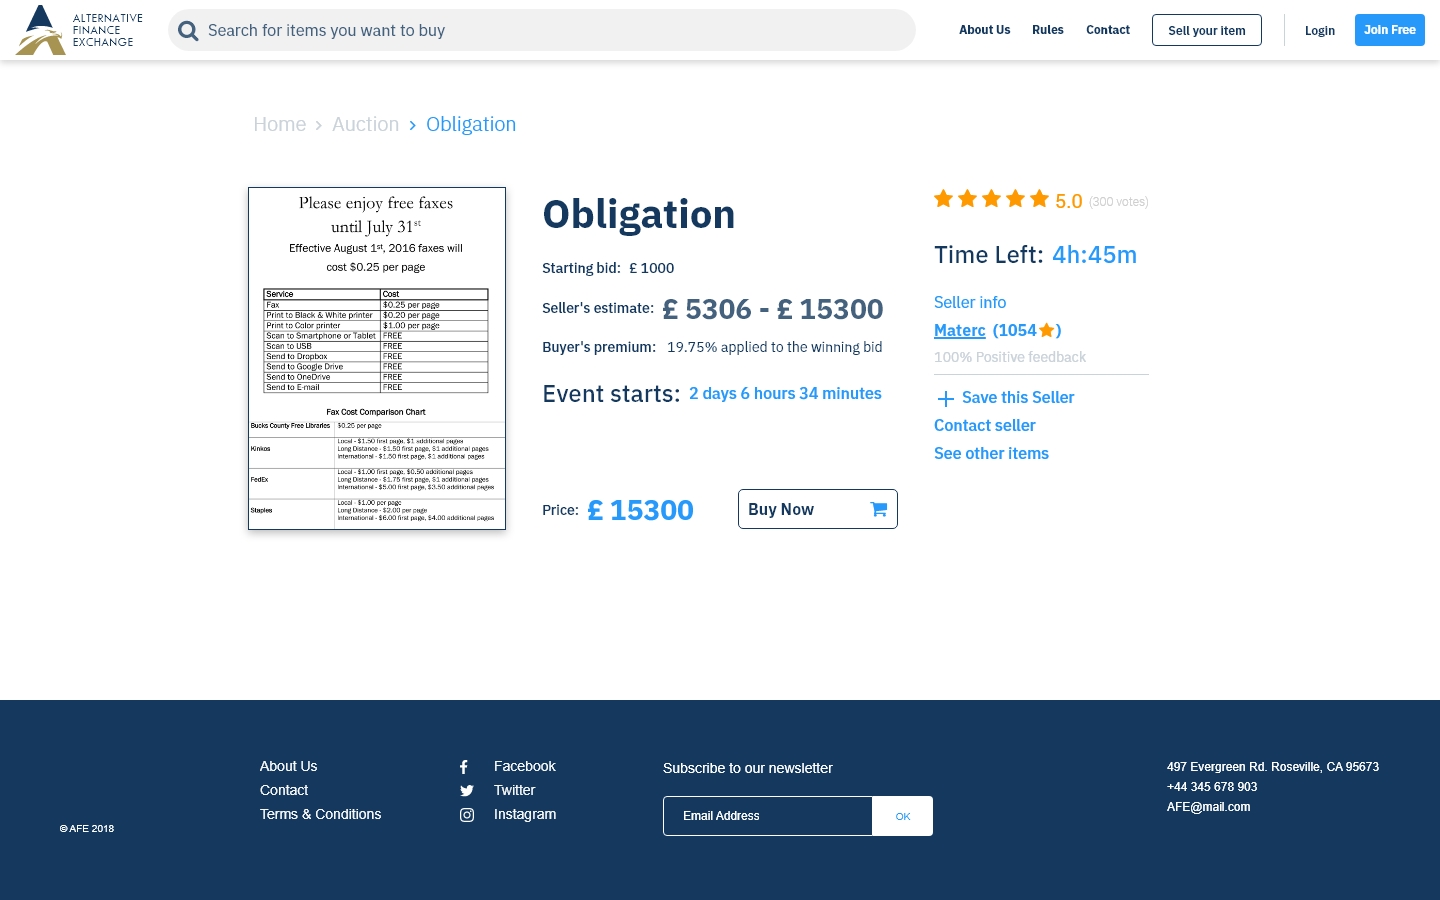 ALTERNATIVE
FINANCE
EXCHANGE
Search for items you want to buy
About Us
Rules
Contact
Sell your item
Login
Join Free
Home > Auction > Obligation
Please enjoy free faxes
until July 31st
Effective August 1st, 2016 faxes will
cost $0.25 per page
Service Cost
Fax $0.25 per page
Print to Black & White printer $0.20 per page
Print to Color printer $1.00 per page
Scan to Smartphone or Tablet FREE
Scan to USB FREE
Send to Dropbox FREE
Send to Google Drive FREE
Send to OneDrive FREE
Send to E-mail FREE
Fax Cost Comparison Chart
Bucks County Free Libraries $0.25 per page
Kinkos
Local - $1.50 first page, $1 additional pages
Long Distance - $1.50 first page, $1 additional pages
International - $1.50 first page, $1 additional pages
FedEx
Local - $1.00 first page, $0.50 additional pages
Long Distance - $1.75 first page, $1 additional pages
International - $5.00 first page, $3.50 additional pages
Staples
Local - $1.00 per page
Long Distance - $2.00 per page
International - $6.00 first page, $4.00 additional pages
Obligation
Starting bid: £ 1000
Seller's estimate: £ 5306 - £ 15300
Buyer's premium: 19.75% applied to the winning bid
Event starts: 2 days 6 hours 34 minutes
Price: £ 15300
Buy Now
5.0 (300 votes)
Time Left: 4h:45m
Seller info
Materc (1054★)
100% Positive feedback
Save this Seller
Contact seller
See other items
© AFE 2018
About Us
Contact
Terms & Conditions
Facebook
Twitter
Instagram
Subscribe to our newsletter
Email Address
OK
497 Evergreen Rd. Roseville, CA 95673
+44 345 678 903
AFE@mail.com